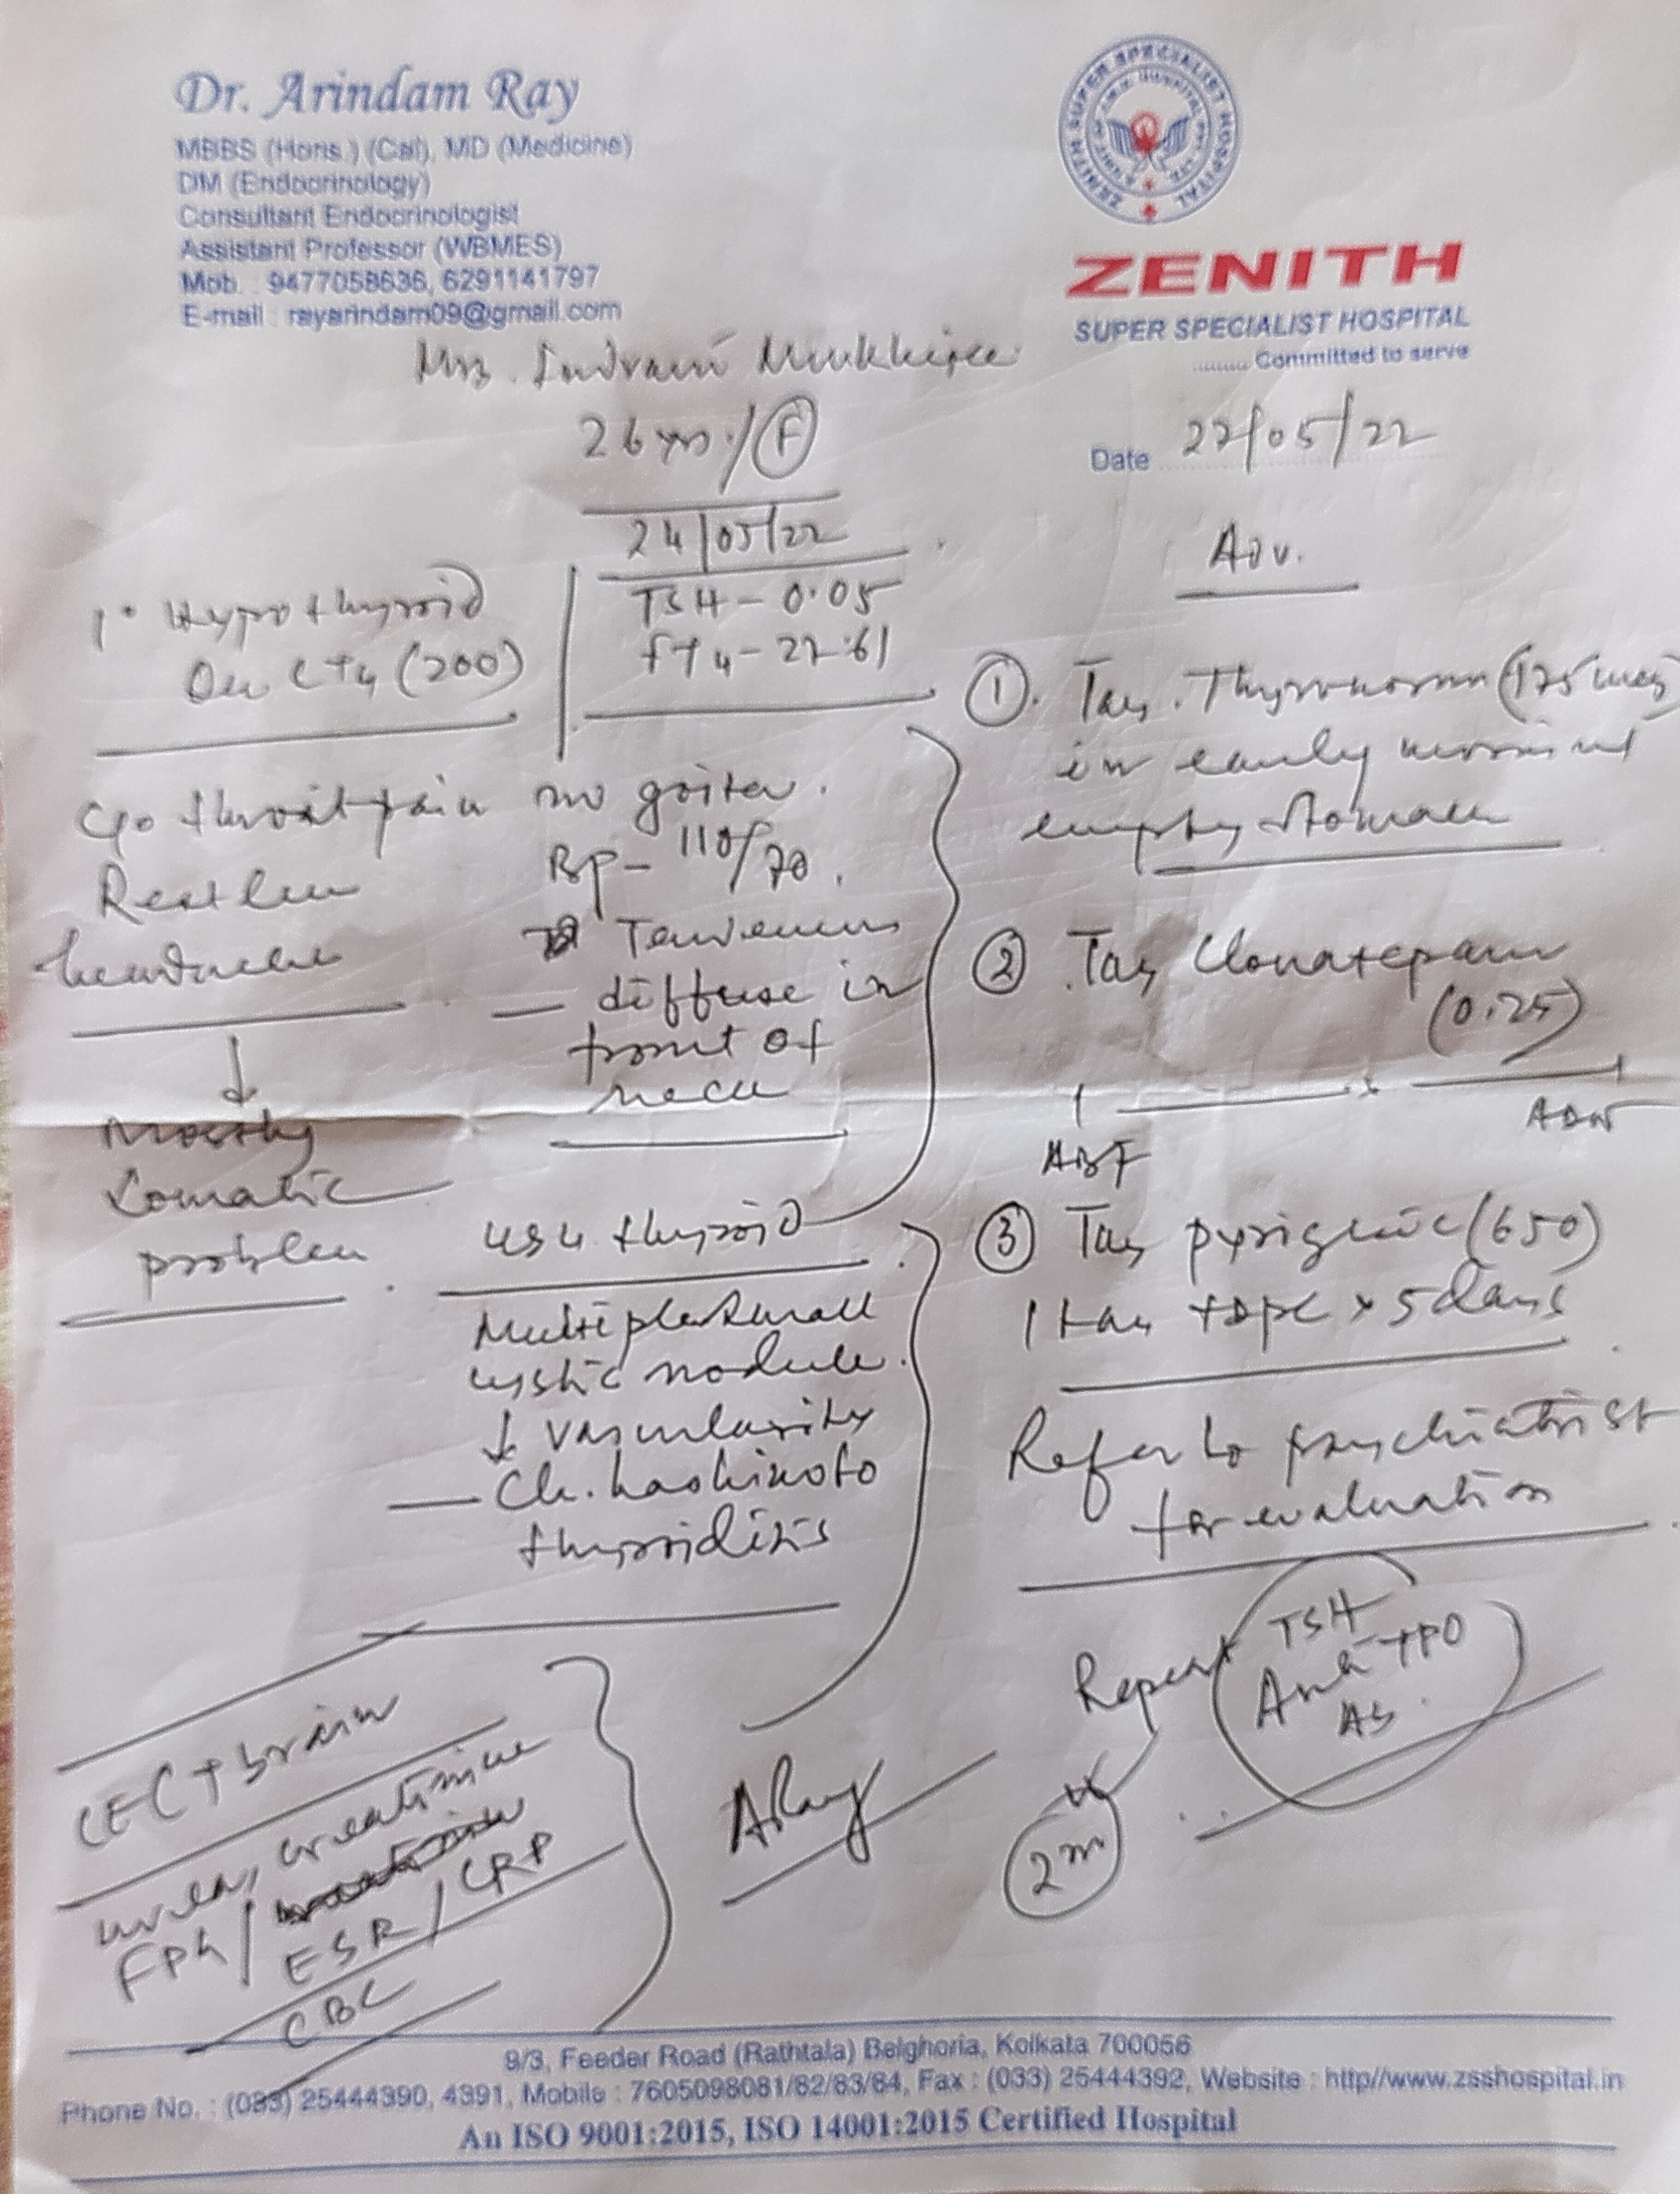 Dr. Arindam Ray
MBBS (Hons.) (Cal), MD (Medicine)
DM (Endocrinology)
Consultant Endocrinologist
Assistant Professor (WBMES)
Mob. : 9477058636, 6291141797
E-mail : rayarindam09@gmail.com
ZENITH SUPER SPECIALIST HOSPITAL
ZENITH
SUPER SPECIALIST HOSPITAL
........ Committed to serve
Mrs. Indrani Mukherjee
26 yrs./ F
Date 27/05/22
24/05/22
TSH - 0.05
fT4 -
1° Hypothyroid
On LT4 (200)
C/o throat pain
Restless
headache
↓
Mostly
Somatic
problem
no goiter.
BP - 110/70.
Tenderness
— diffuse in
front of
neck
USG thyroid
Multiple small
cystic nodule.
↓ vascularity
— Ch. hashimoto
thyroiditis
CECT brain
urea, creatinine
FPG /
ESR / CRP
CBC
ARay
Adv.
① Tab. Thyronorm (175 mcg)
in early morning
empty stomach
② Tab Clonazepam
(0.25)
1
ABF
③ Tab pyrigesic (650)
1 tab × 5 days
Refer to psychiatrist
for evaluation
Repeat TSH
Anti-TPO
Ab.
2m
9/3, Feeder Road (Rathtala) Belghoria, Kolkata 700056
Phone No. : (033) 25444390, 4391, Mobile : 7605098081/82/83/84, Fax : (033) 25444392, Website : http//www.zsshospital.in
An ISO 9001:2015, ISO 14001:2015 Certified Hospital